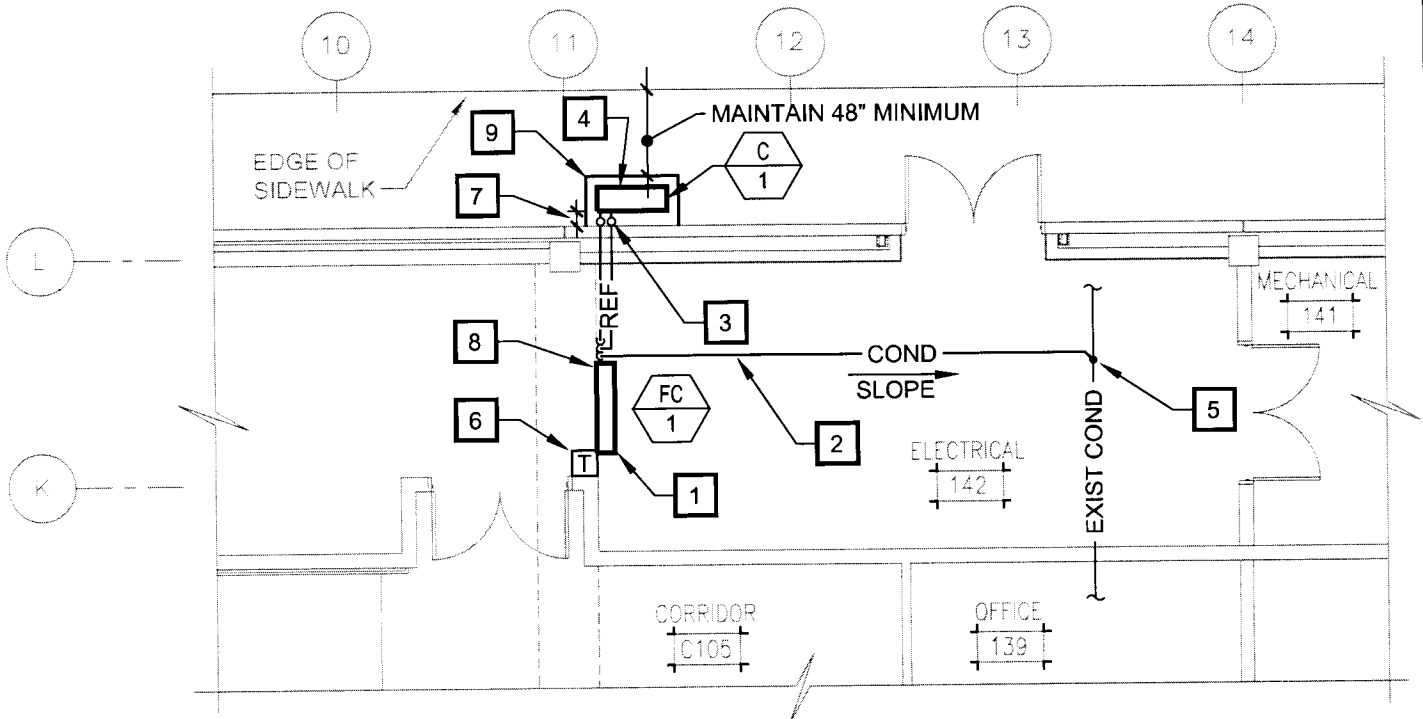 10
11
12
13
14
MAINTAIN 48" MINIMUM
4
9
C
1
EDGE OF
SIDEWALK
7
L
MECHANICAL
141
REF
3
8
COND
SLOPE
FC
1
5
6
T
2
ELECTRICAL
142
K
1
EXIST COND
CORRIDOR
C105
OFFICE
139